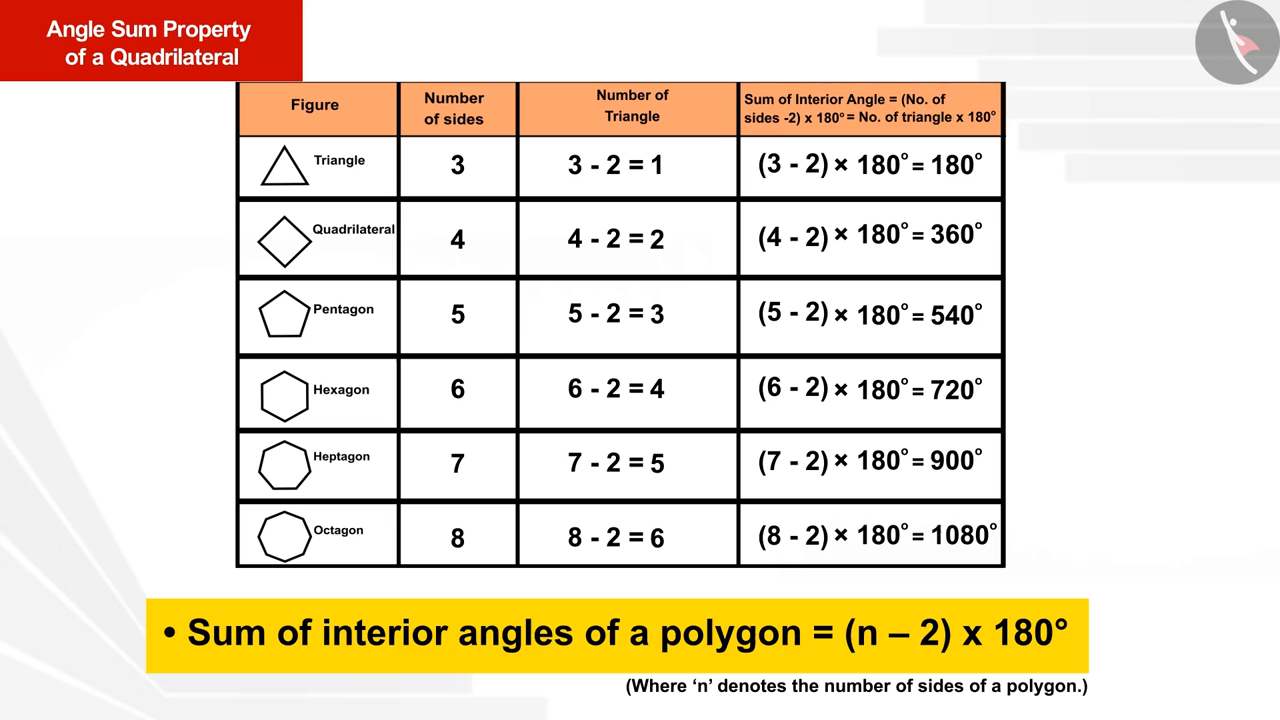 Angle Sum Property
of a Quadrilateral
Figure
Number
of sides
Number of
Triangle
Sum of Interior Angle = (No. of
sides -2) x 180° = No. of triangle x 180°
Triangle
3
3 - 2 = 1
(3 - 2) × 180° = 180°
Quadrilateral
4
4 - 2 = 2
(4 - 2) × 180° = 360°
Pentagon
5
5 - 2 = 3
(5 - 2) × 180° = 540°
Hexagon
6
6 - 2 = 4
(6 - 2) × 180° = 720°
Heptagon
7
7 - 2 = 5
(7 - 2) × 180° = 900°
Octagon
8
8 - 2 = 6
(8 - 2) × 180° = 1080°
• Sum of interior angles of a polygon = (n – 2) x 180°
(Where ‘n’ denotes the number of sides of a polygon.)